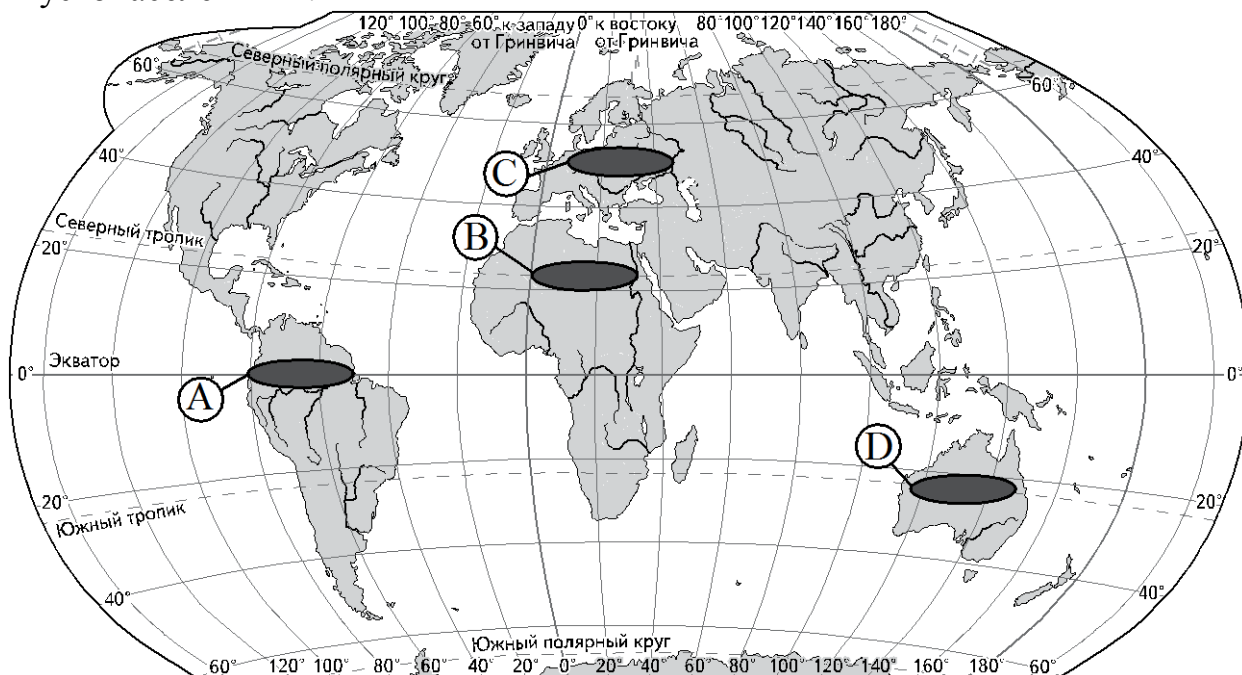 120° 100° 80° 60° к западу 0° к востоку 80° 100° 120° 140° 160° 180°
от Гринвича от Гринвича
60° Северный полярный круг 60°
40° 40°
C
Северный тропик B
20° 20°
Экватор
0° 0°
A
D
20° 20°
Южный тропик
40° 40°
Южный полярный круг
60° 120° 100° 80° 60° 40° 20° 0° 20° 40° 60° 80° 100° 120° 140° 160° 180° 60°